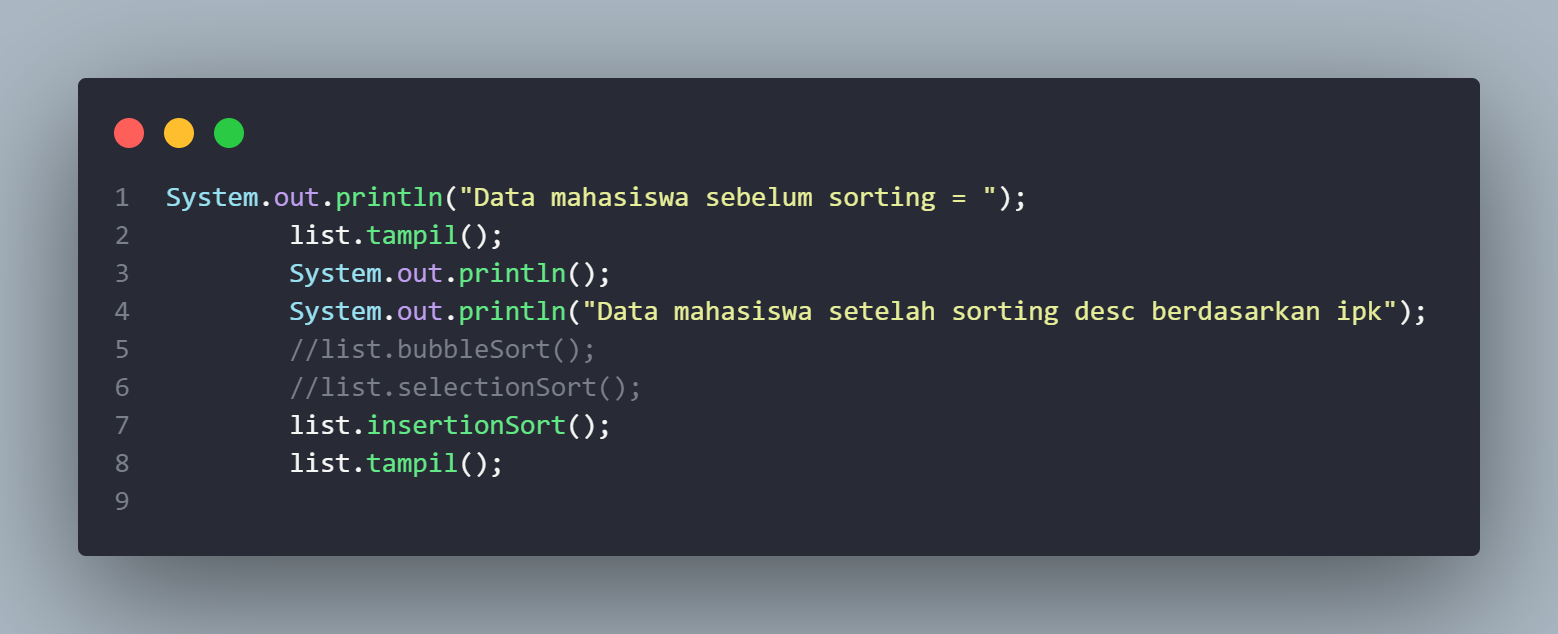 1 System.out.println("Data mahasiswa sebelum sorting = ");
2         list.tampil();
3         System.out.println();
4         System.out.println("Data mahasiswa setelah sorting desc berdasarkan ipk");
5         //list.bubbleSort();
6         //list.selectionSort();
7         list.insertionSort();
8         list.tampil();
9